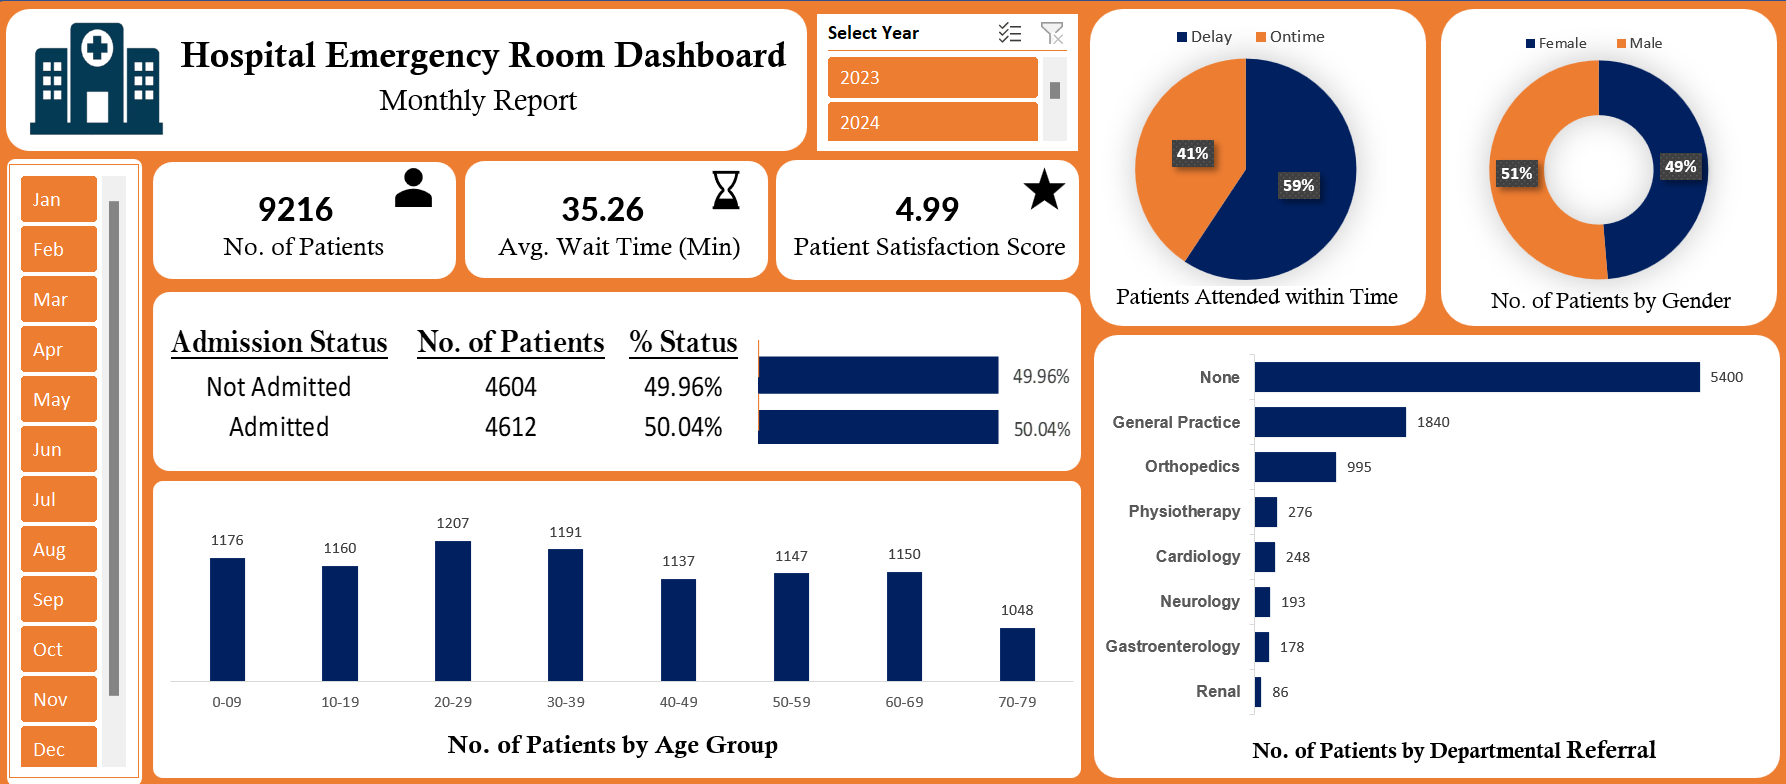 Hospital Emergency Room Dashboard
Monthly Report
Select Year
2023
2024
Jan
Feb
Mar
Apr
May
Jun
Jul
Aug
Sep
Oct
Nov
Dec
9216
No. of Patients
35.26
Avg. Wait Time (Min)
4.99
Patient Satisfaction Score
Delay Ontime
41%
59%
Patients Attended within Time
Female Male
51%
49%
No. of Patients by Gender
Admission Status No. of Patients % Status
Not Admitted 4604 49.96% 49.96%
Admitted 4612 50.04% 50.04%
1176 1160 1207 1191 1137 1147 1150 1048
0-09 10-19 20-29 30-39 40-49 50-59 60-69 70-79
No. of Patients by Age Group
None 5400
General Practice 1840
Orthopedics 995
Physiotherapy 276
Cardiology 248
Neurology 193
Gastroenterology 178
Renal 86
No. of Patients by Departmental Referral